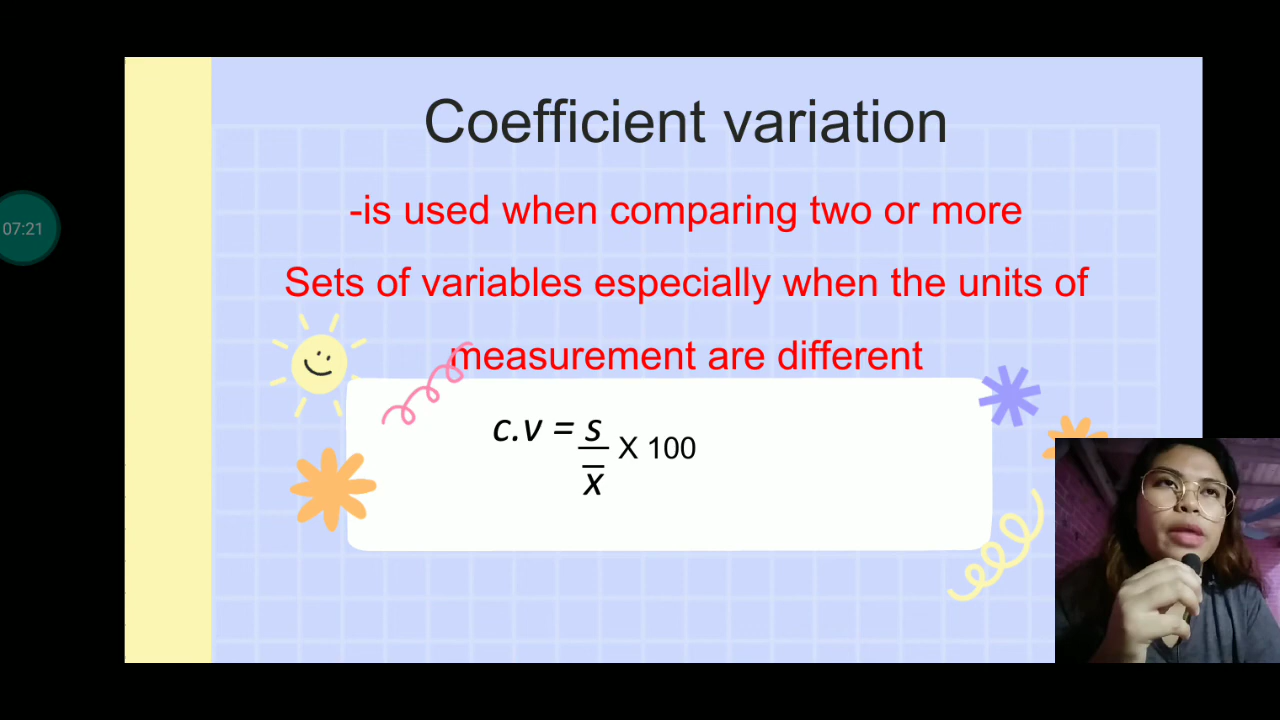 Coefficient variation
-is used when comparing two or more
Sets of variables especially when the units of
measurement are different
07:21
c.v = s/x̅ X 100